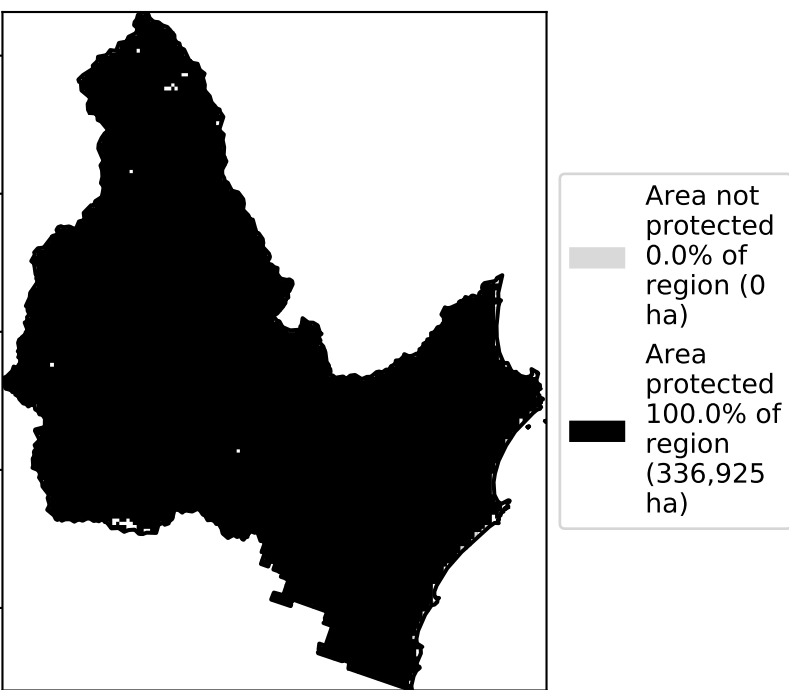 Area not
protected
0.0% of
region (0
ha)
Area
protected
100.0% of
region
(336,925
ha)